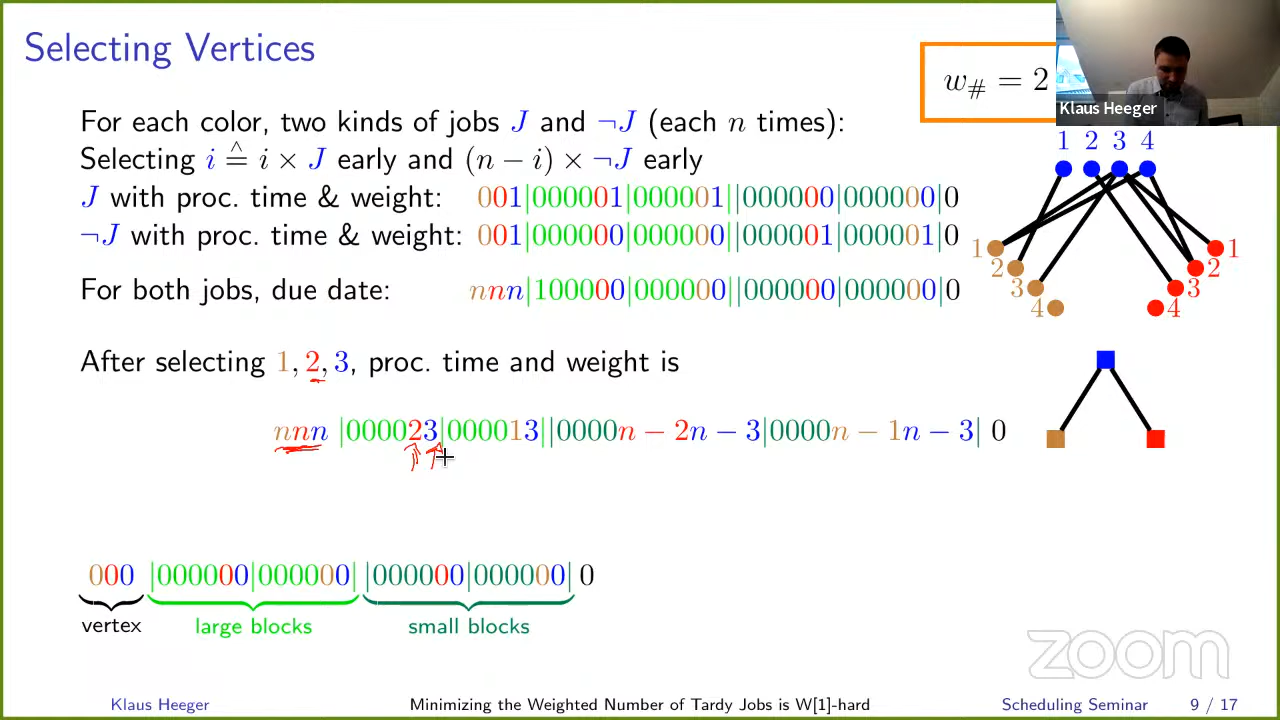 Selecting Vertices
w# = 2
Klaus Heeger
For each color, two kinds of jobs J and ¬J (each n times):
Selecting i ≙ i × J early and (n − i) × ¬J early
J with proc. time & weight: 001|000001|000001||000000|000000|0
¬J with proc. time & weight: 001|000000|000000||000001|000001|0
For both jobs, due date: nnn|100000|000000||000000|000000|0
1 2 3 4
1 1
2 2
3 3
4 4
After selecting 1, 2, 3, proc. time and weight is
nnn |000023|000013||0000n − 2n − 3|0000n − 1n − 3| 0
000 |000000|000000| |000000|000000| 0
vertex large blocks small blocks
zoom
Klaus Heeger Minimizing the Weighted Number of Tardy Jobs is W[1]-hard Scheduling Seminar 9 / 17